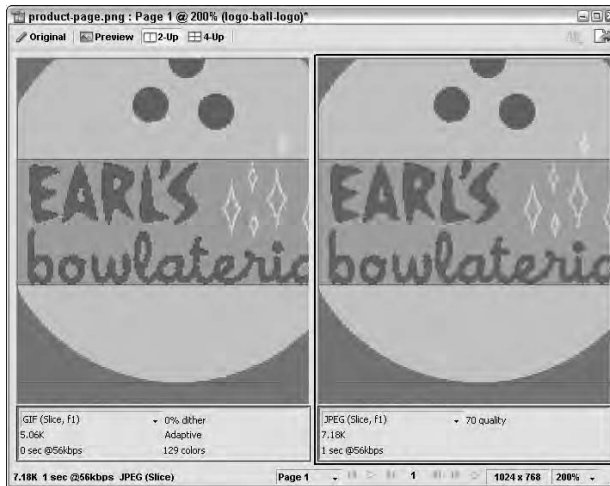 product-page.png : Page 1 @ 200% (logo-ball-logo)*
Original Preview 2-Up 4-Up
EARL'S
bowlateria
EARL'S
bowlateria
GIF (Slice, f1) 0% dither
5.06K Adaptive
0 sec @56kbps 129 colors
JPEG (Slice, f1) 70 quality
7.18K
1 sec @56kbps
7.18K 1 sec @56kbps JPEG (Slice) Page 1 1 1024 x 768 200%